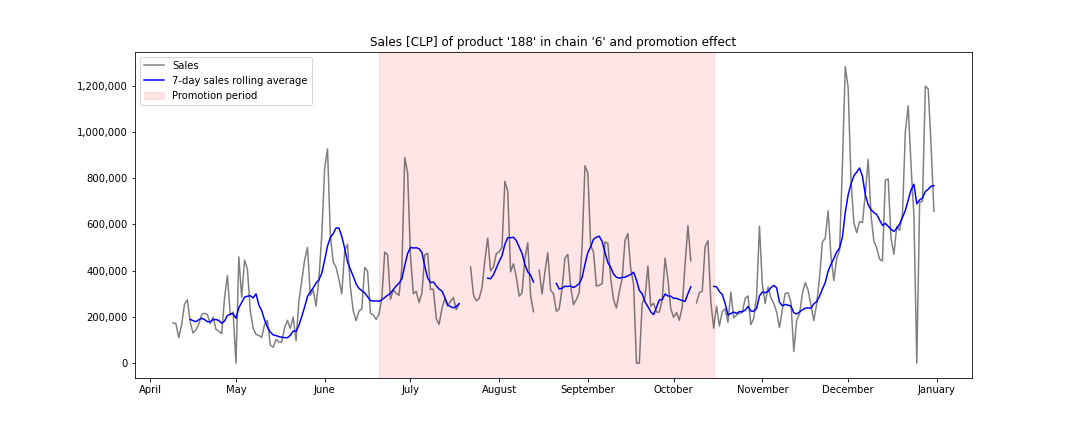 Sales [CLP] of product '188' in chain '6' and promotion effect
Sales
7-day sales rolling average
Promotion period
1,200,000
1,000,000
800,000
600,000
400,000
200,000
0
April May June July August September October November December January